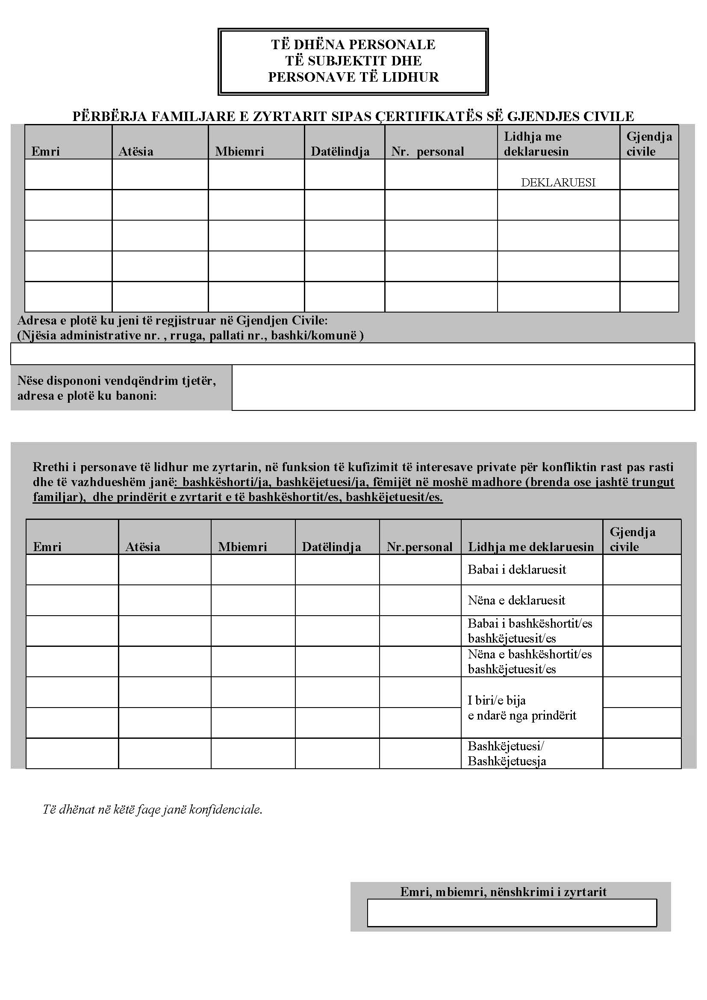 TË DHËNA PERSONALE
TË SUBJEKTIT DHE
PERSONAVE TË LIDHUR
PËRBËRJA FAMILJARE E ZYRTARIT SIPAS ÇERTIFIKATËS SË GJENDJES CIVILE
Emri Atësia Mbiemri Datëlindja Nr. personal Lidhja me deklaruesin Gjendja civile
DEKLARUESI
Adresa e plotë ku jeni të regjistruar në Gjendjen Civile:
(Njësia administrative nr. , rruga, pallati nr., bashki/komunë )
Nëse dispononi vendqëndrim tjetër,
adresa e plotë ku banoni:
Rrethi i personave të lidhur me zyrtarin, në funksion të kufizimit të interesave private për konfliktin rast pas rasti
dhe të vazhdueshëm janë: bashkëshorti/ja, bashkëjetuesi/ja, fëmijët në moshë madhore (brenda ose jashtë trungut
familjar), dhe prindërit e zyrtarit e të bashkëshortit/es, bashkëjetuesit/es.
Emri Atësia Mbiemri Datëlindja Nr.personal Lidhja me deklaruesin Gjendja civile
Babai i deklaruesit
Nëna e deklaruesit
Babai i bashkëshortit/es
bashkëjetuesit/es
Nëna e bashkëshortit/es
bashkëjetuesit/es
I biri/e bija
e ndarë nga prindërit
Bashkëjetuesi/
Bashkëjetuesja
Të dhënat në këtë faqe janë konfidenciale.
Emri, mbiemri, nënshkrimi i zyrtarit